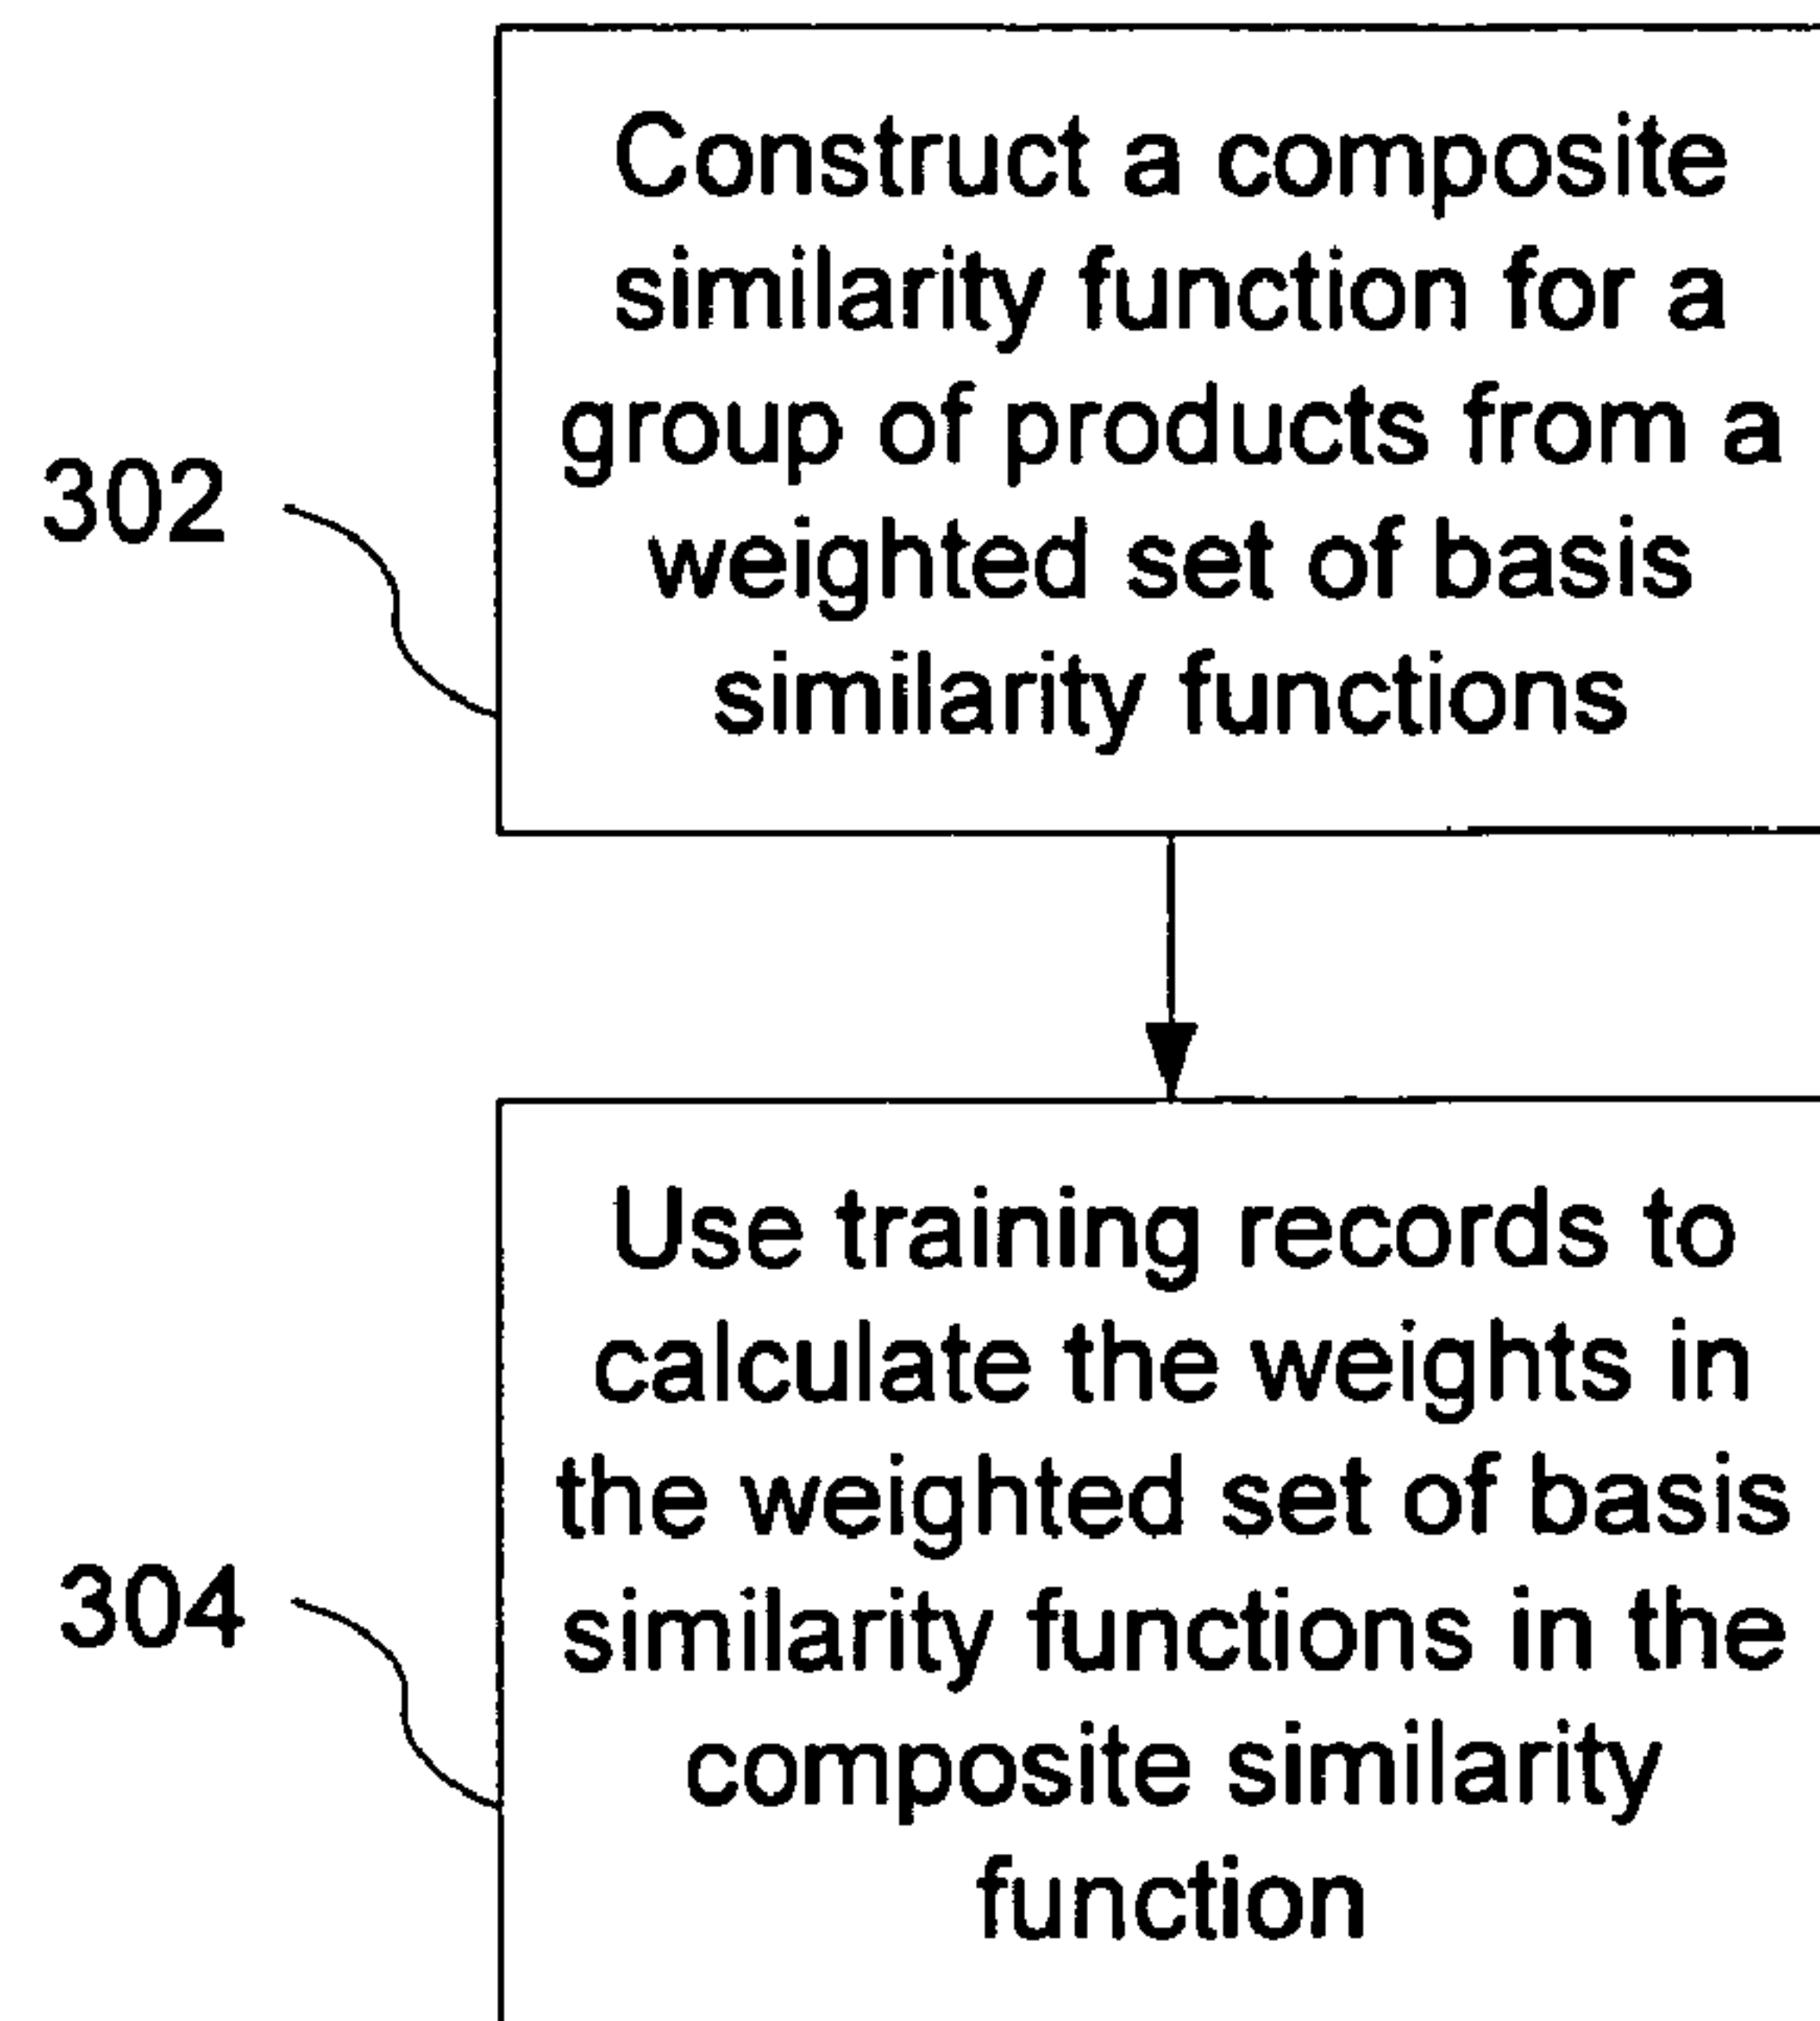 Construct a composite
similarity function for a
group of products from a
weighted set of basis
similarity functions
302
Use training records to
calculate the weights in
the weighted set of basis
similarity functions in the
composite similarity
function
304